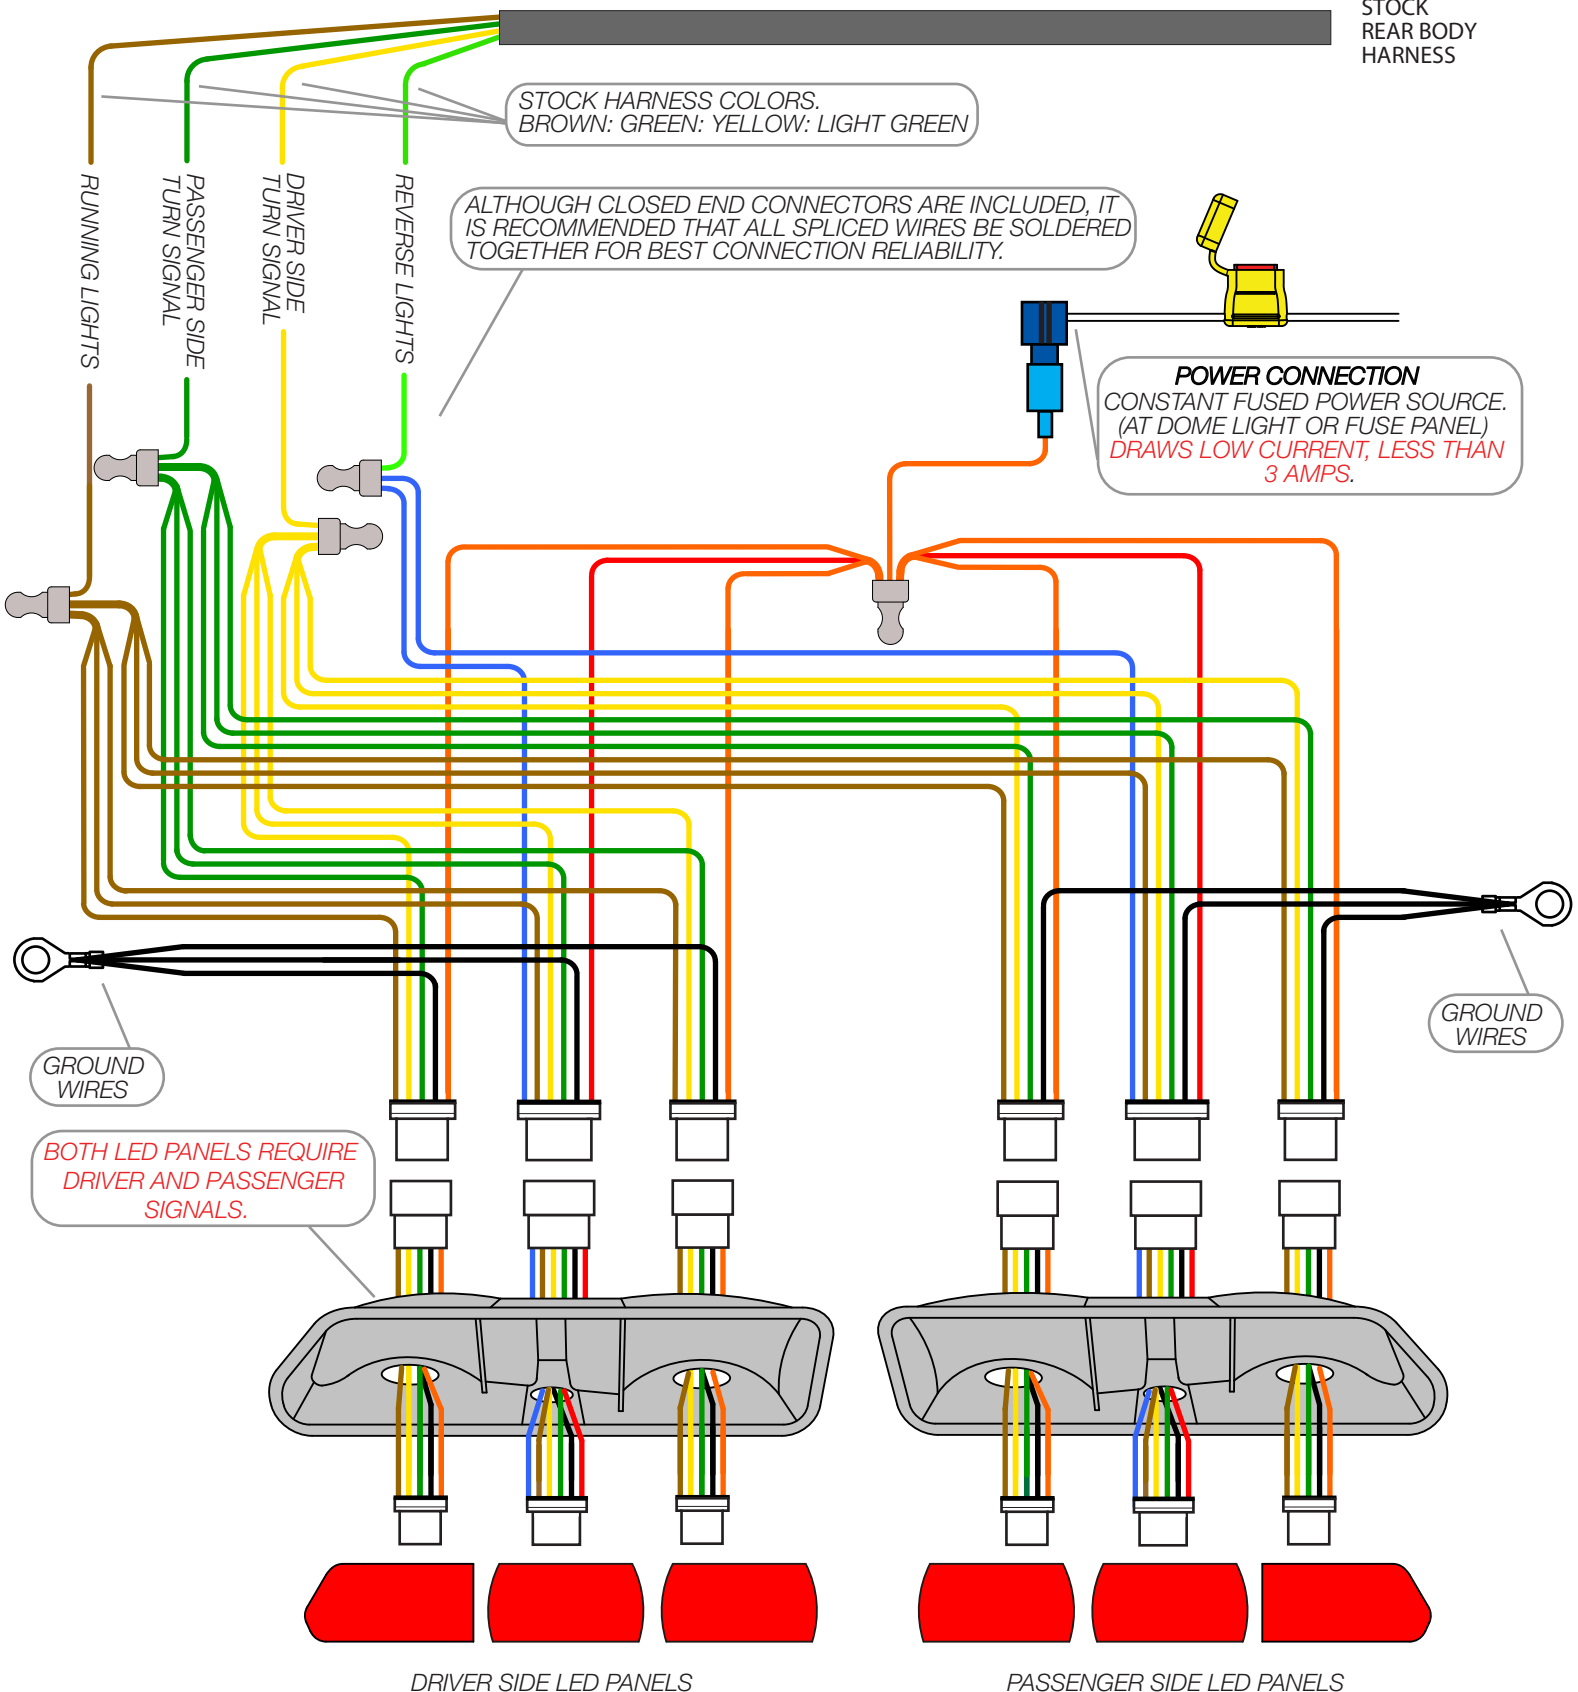 STOCK
REAR BODY
HARNESS
STOCK HARNESS COLORS.
BROWN: GREEN: YELLOW: LIGHT GREEN
RUNNING LIGHTS
PASSENGER SIDE
TURN SIGNAL
DRIVER SIDE
TURN SIGNAL
REVERSE LIGHTS
ALTHOUGH CLOSED END CONNECTORS ARE INCLUDED, IT
IS RECOMMENDED THAT ALL SPLICED WIRES BE SOLDERED
TOGETHER FOR BEST CONNECTION RELIABILITY.
POWER CONNECTION
CONSTANT FUSED POWER SOURCE.
(AT DOME LIGHT OR FUSE PANEL)
DRAWS LOW CURRENT, LESS THAN
3 AMPS.
GROUND
WIRES
GROUND
WIRES
BOTH LED PANELS REQUIRE
DRIVER AND PASSENGER
SIGNALS.
DRIVER SIDE LED PANELS
PASSENGER SIDE LED PANELS